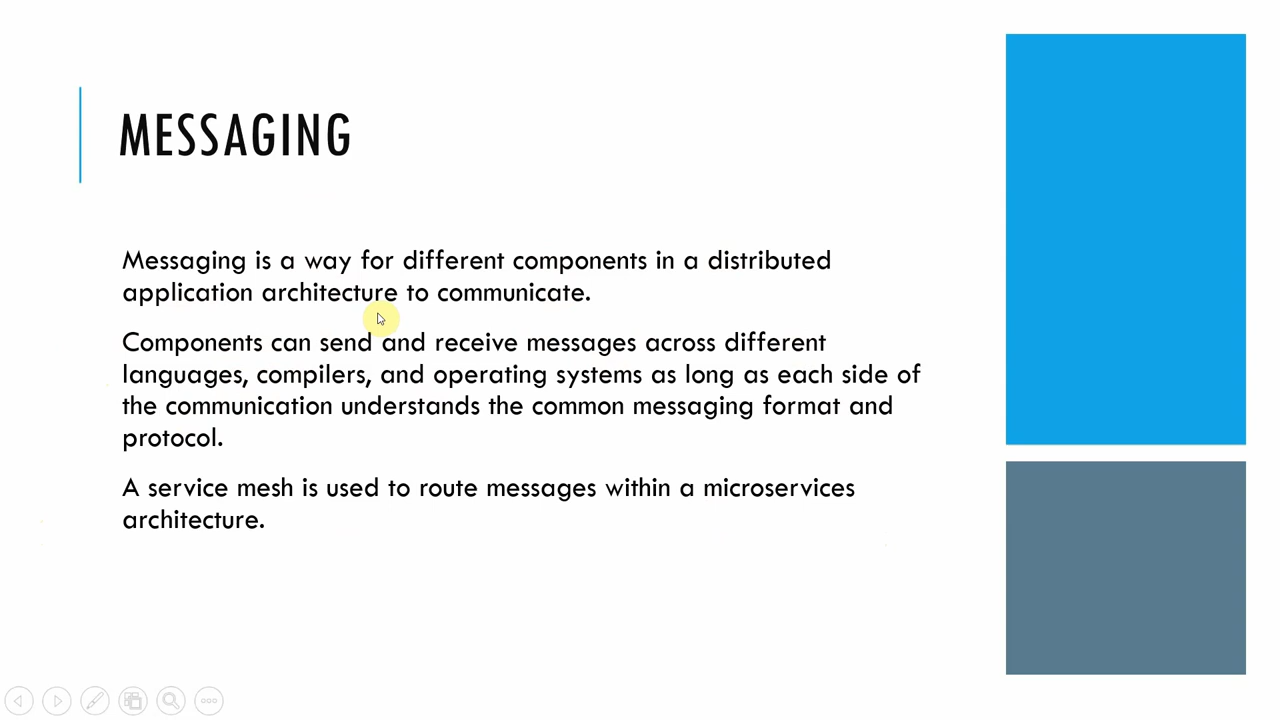 MESSAGING
Messaging is a way for different components in a distributed
application architecture to communicate.
Components can send and receive messages across different
languages, compilers, and operating systems as long as each side of
the communication understands the common messaging format and
protocol.
A service mesh is used to route messages within a microservices
architecture.